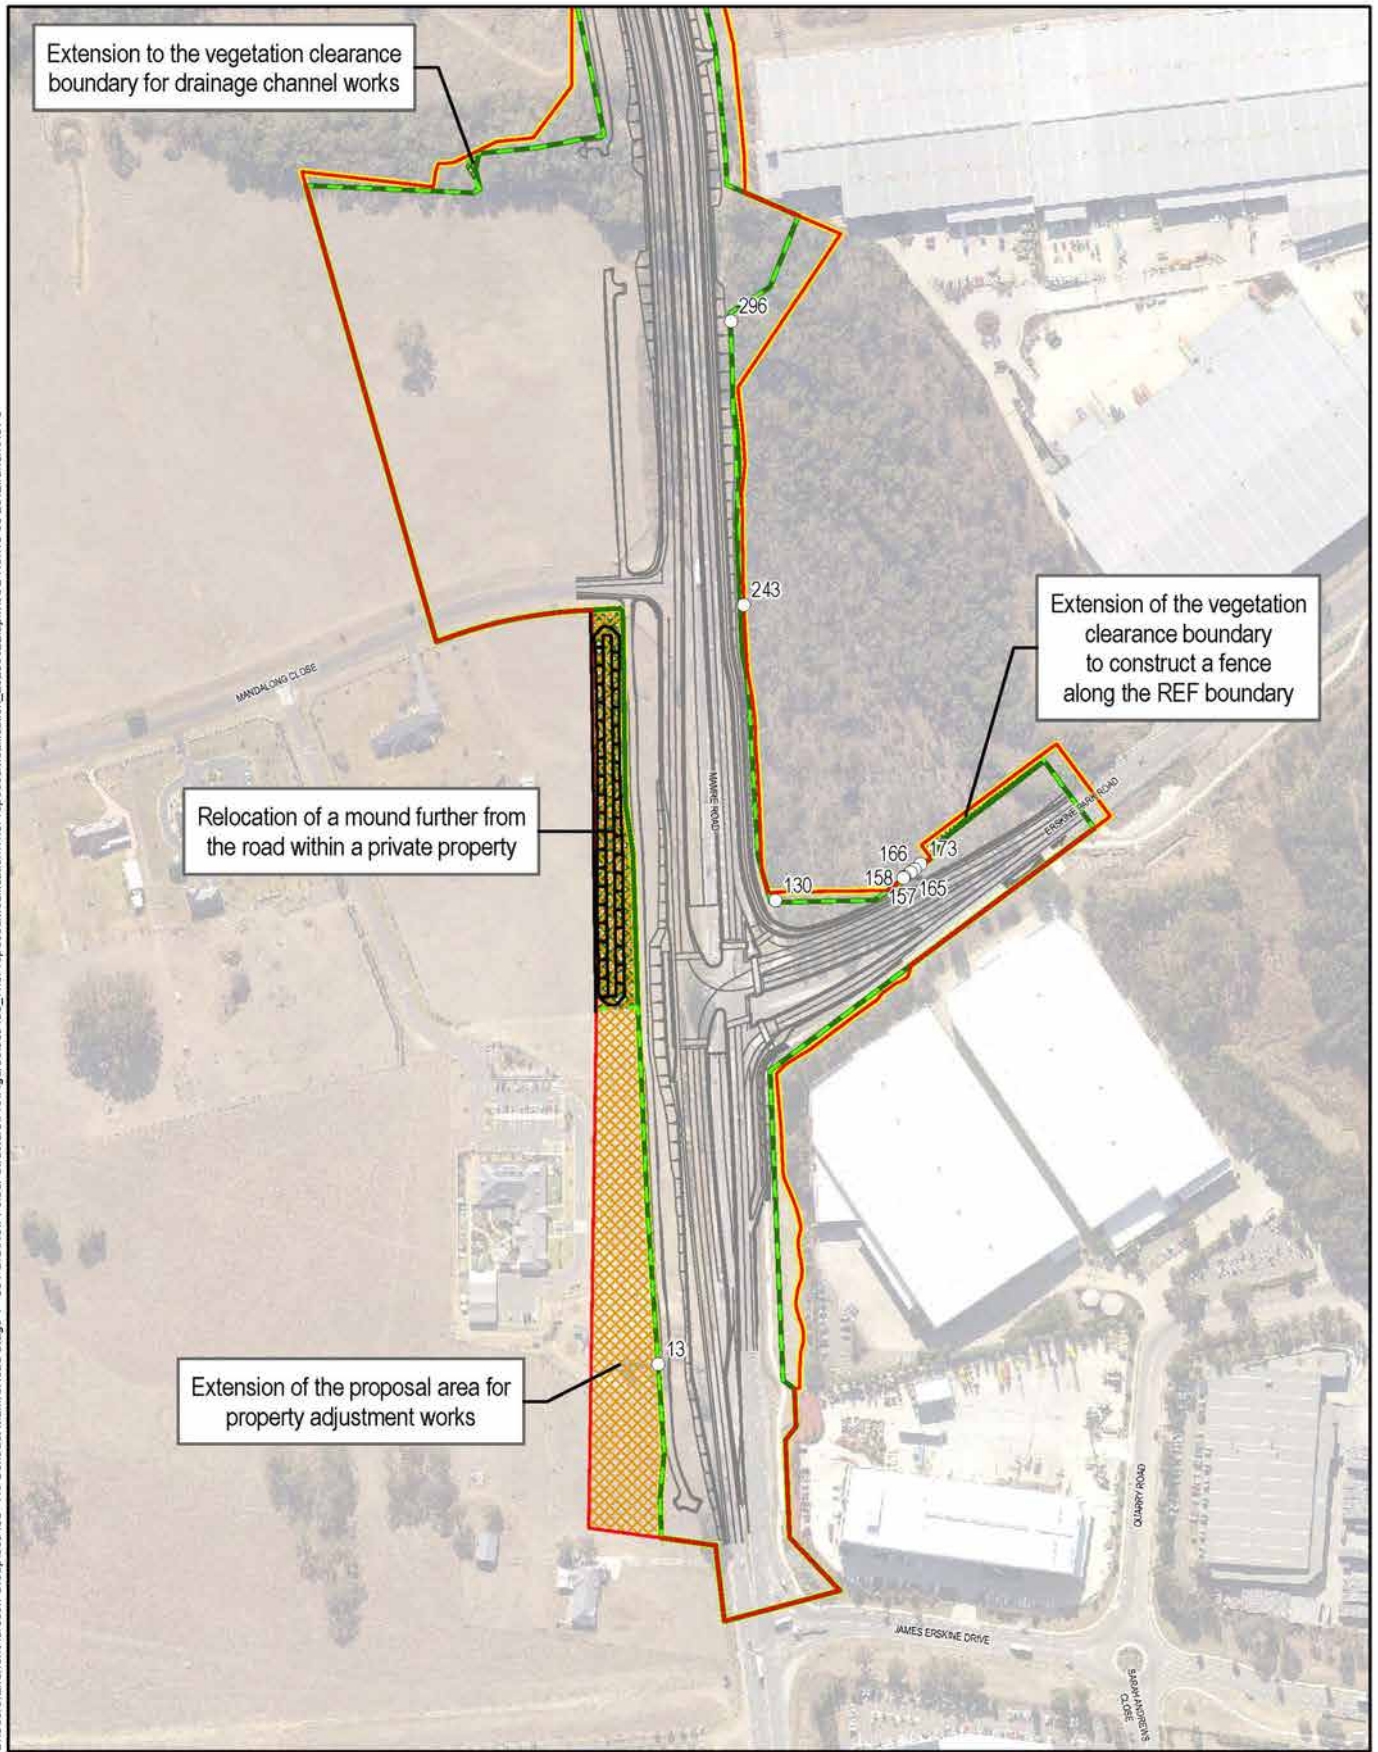 Extension to the vegetation clearance
boundary for drainage channel works
296
243
Extension of the vegetation
clearance boundary
to construct a fence
along the REF boundary
MANDALONG CLOSE
MAMRE ROAD
ERSKINE PARK ROAD
Relocation of a mound further from
the road within a private property
166
173
158
165
157
130
13
Extension of the proposal area for
property adjustment works
QUARRY ROAD
JAMES ERSKINE DRIVE
SARAH ANDREWS
CLOSE